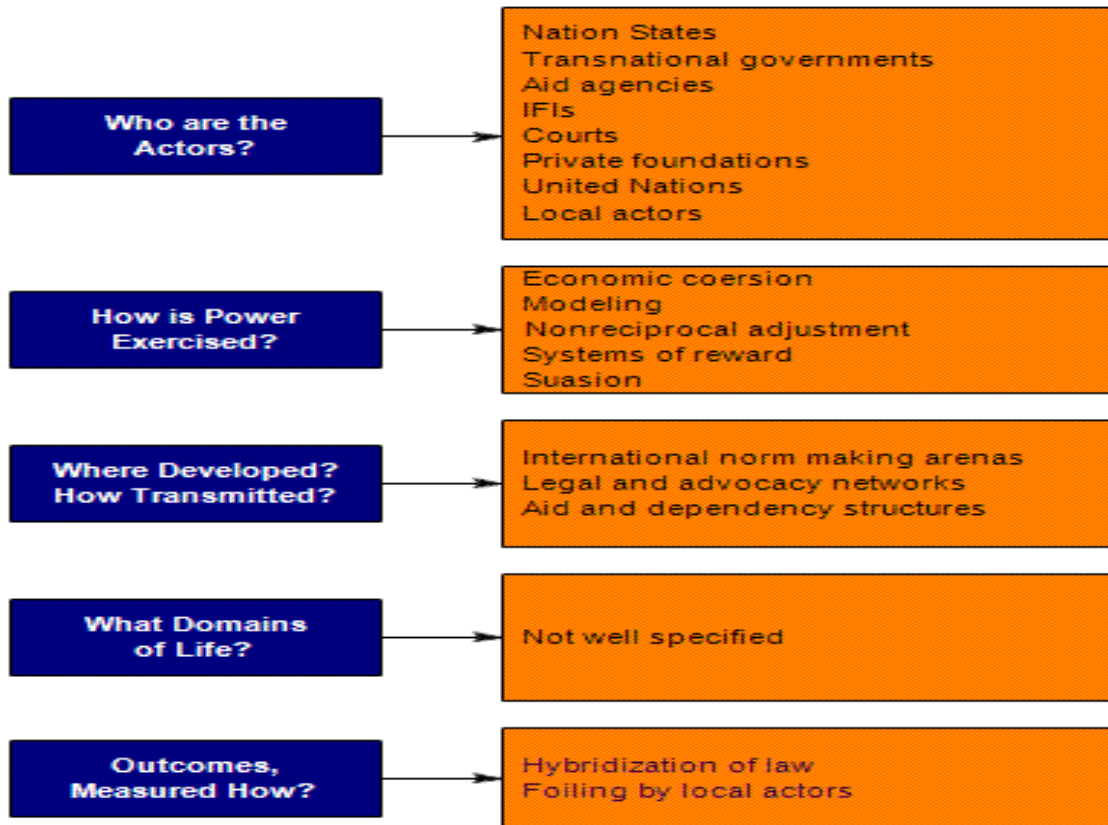 Who are the
Actors?
Nation States
Transnational governments
Aid agencies
IFIs
Courts
Private foundations
United Nations
Local actors
How is Power
Exercised?
Economic coersion
Modeling
Nonreciprocal adjustment
Systems of reward
Suasion
Where Developed?
How Transmitted?
International norm making arenas
Legal and advocacy networks
Aid and dependency structures
What Domains
of Life?
Not well specified
Outcomes,
Measured How?
Hybridization of law
Foiling by local actors